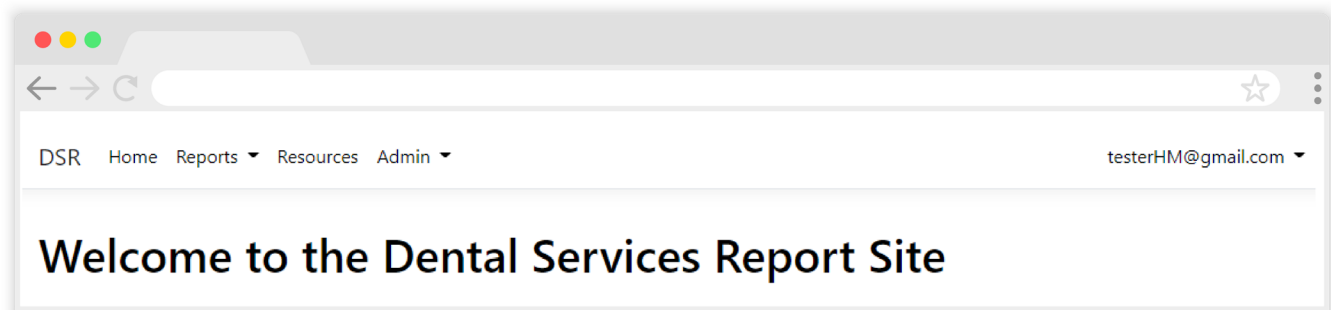 DSR Home Reports Resources Admin testerHM@gmail.com
Welcome to the Dental Services Report Site